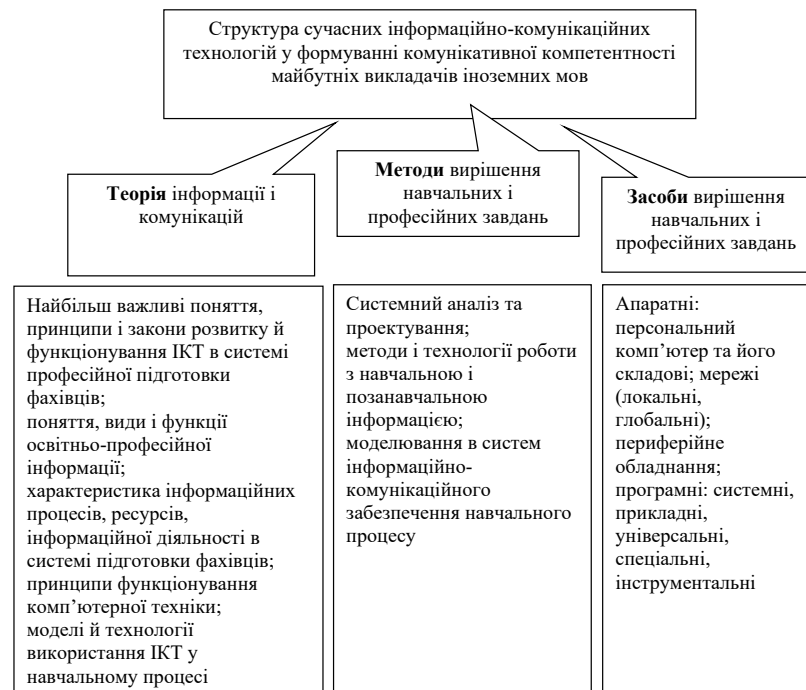 Структура сучасних інформаційно-комунікаційних
технологій у формуванні комунікативної компетентності
майбутніх викладачів іноземних мов
Теорія інформації і
комунікацій
Методи вирішення
навчальних і
професійних завдань
Засоби вирішення
навчальних і
професійних завдань
Найбільш важливі поняття,
принципи і закони розвитку й
функціонування ІКТ в системі
професійної підготовки
фахівців;
поняття, види і функції
освітньо-професійної
інформації;
характеристика інформаційних
процесів, ресурсів,
інформаційної діяльності в
системі підготовки фахівців;
принципи функціонування
комп’ютерної техніки;
моделі й технології
використання ІКТ у
навчальному процесі
Системний аналіз та
проектування;
методи і технології роботи
з навчальною і
позанавчальною
інформацією;
моделювання в систем
інформаційно-
комунікаційного
забезпечення навчального
процесу
Апаратні:
персональний
комп’ютер та його
складові; мережі
(локальні,
глобальні);
периферійне
обладнання;
програмні: системні,
прикладні,
універсальні,
спеціальні,
інструментальні